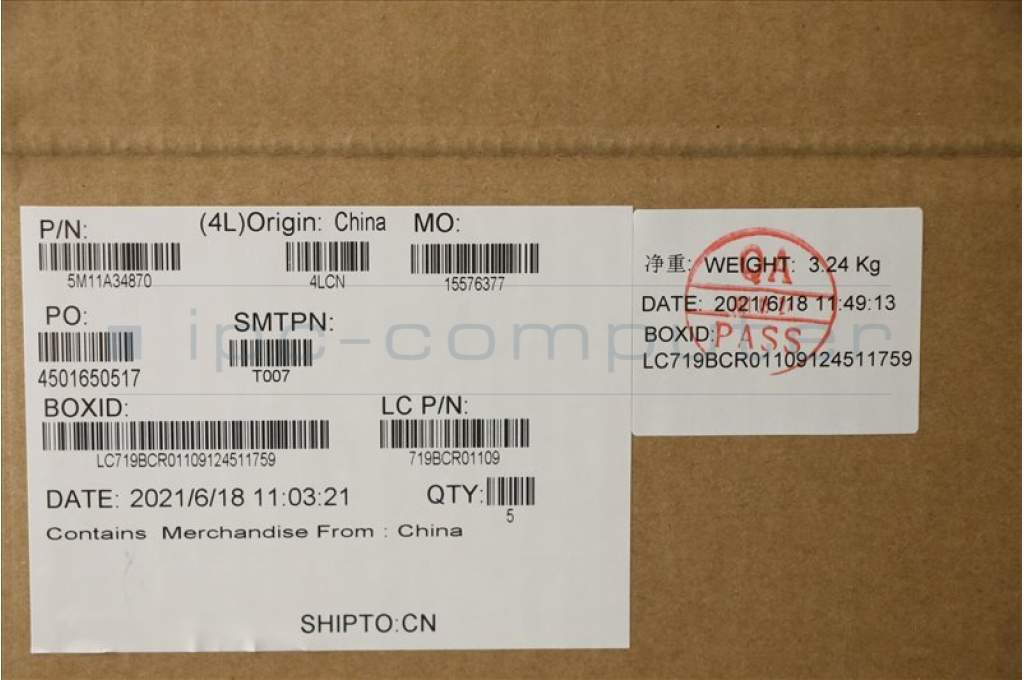 P/N:
5M11A34870
(4L)Origin: China
4LCN
MO:
15576377
PO:
4501650517
SMTPN:
T007
BOXID:
LC719BCR01109124511759
LC P/N:
719BCR01109
DATE: 2021/6/18 11:03:21
QTY:
5
Contains Merchandise From : China
SHIPTO:CN
净重: WEIGHT: 3.24 Kg
DATE: 2021/6/18 11:49:13
BOXID:
LC719BCR01109124511759
QA
PASS
ipc-computer